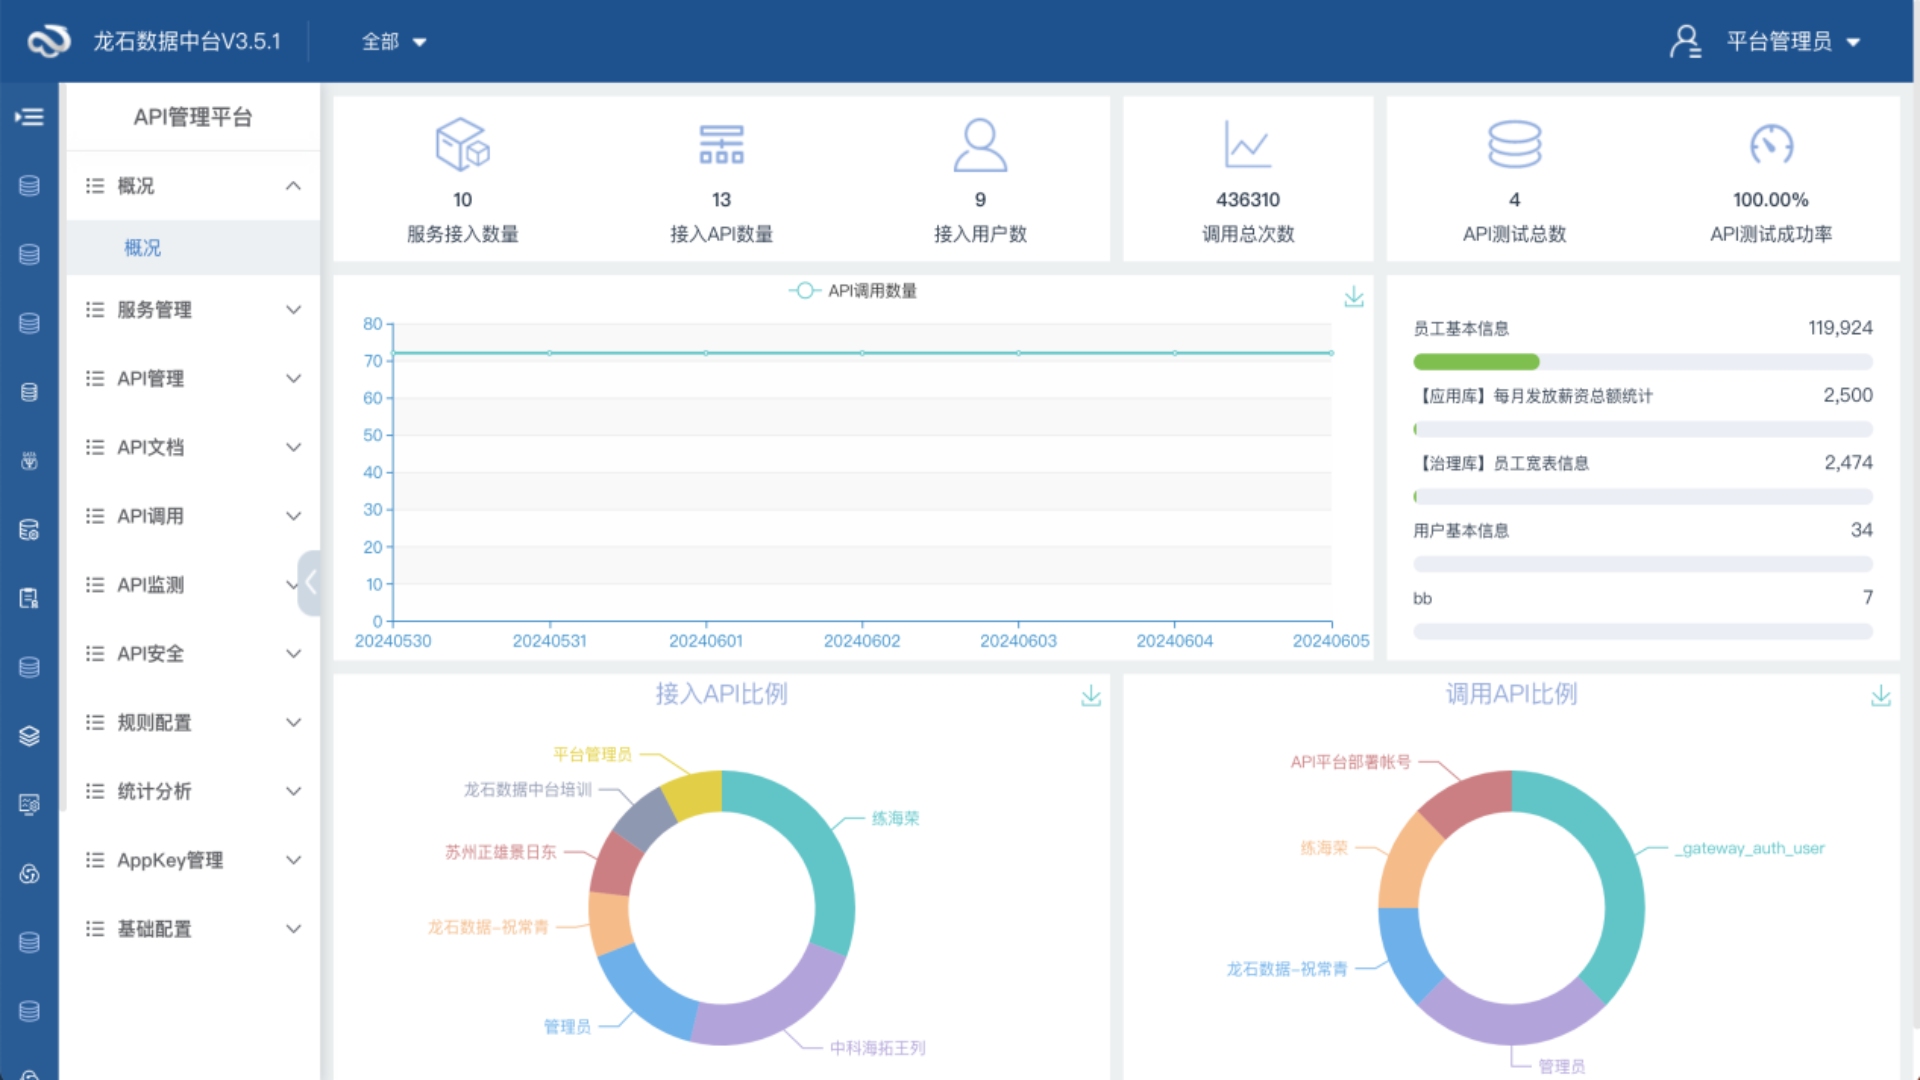 龙石数据中台V3.5.1
全部
平台管理员
API管理平台
概况
概况
服务管理
API管理
API文档
API调用
API监测
API安全
规则配置
统计分析
AppKey管理
基础配置
10
服务接入数量
13
接入API数量
9
接入用户数
436310
调用总次数
4
API测试总数
100.00%
API测试成功率
API调用数量
80
70
60
50
40
30
20
10
0
20240530
20240531
20240601
20240602
20240603
20240604
20240605
员工基本信息
119,924
【应用库】每月发放薪资总额统计
2,500
【治理库】员工宽表信息
2,474
用户基本信息
34
bb
7
接入API比例
平台管理员
龙石数据中台培训
苏州正雄景日东
龙石数据-祝常青
管理员
练海荣
中科海拓王列
调用API比例
API平台部署帐号
练海荣
龙石数据-祝常青
_gateway_auth_user
管理员